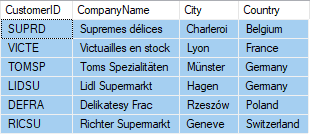 CustomerID CompanyName City Country
SUPRD Supremes délices Charleroi Belgium
VICTE Victuailles en stock Lyon France
TOMSP Toms Spezialitäten Münster Germany
LIDSU Lidl Supermarkt Hagen Germany
DEFRA Delikatesy Frac Rzeszów Poland
RICSU Richter Supermarkt Geneve Switzerland